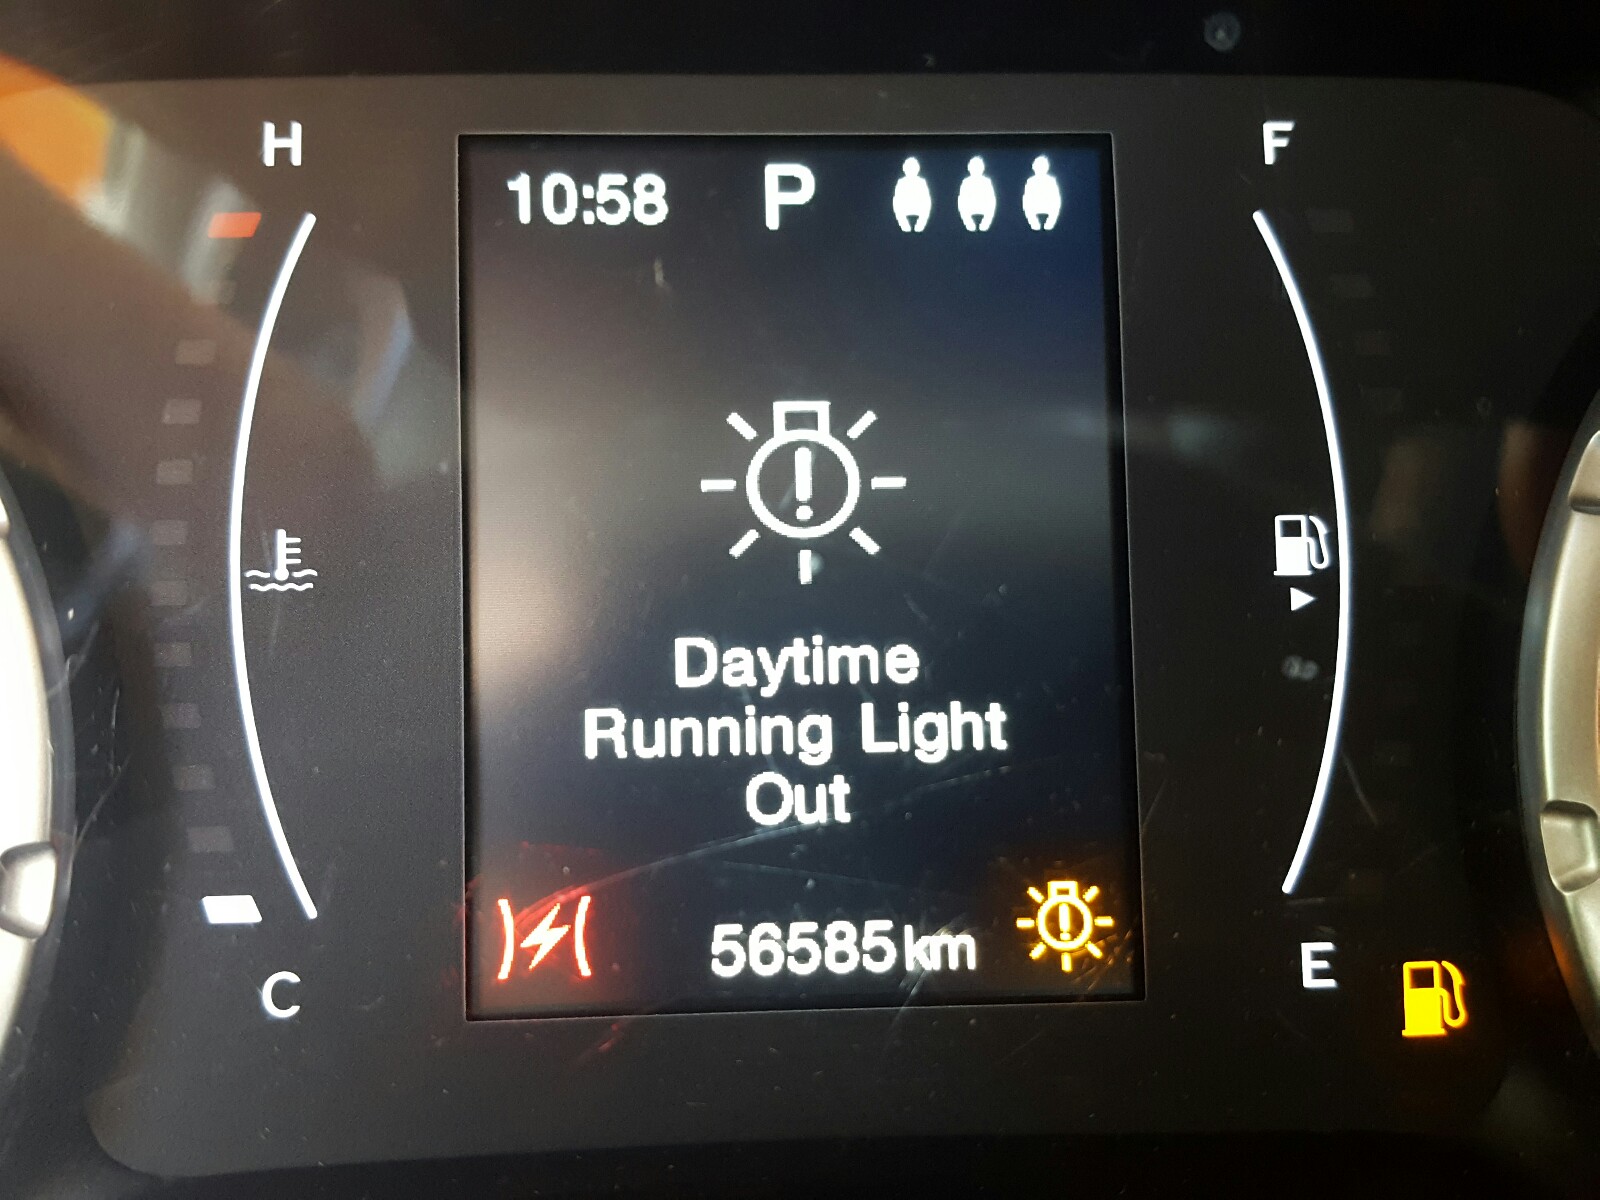 H
F
10:58 P
Daytime
Running Light
Out
56585km
C
E